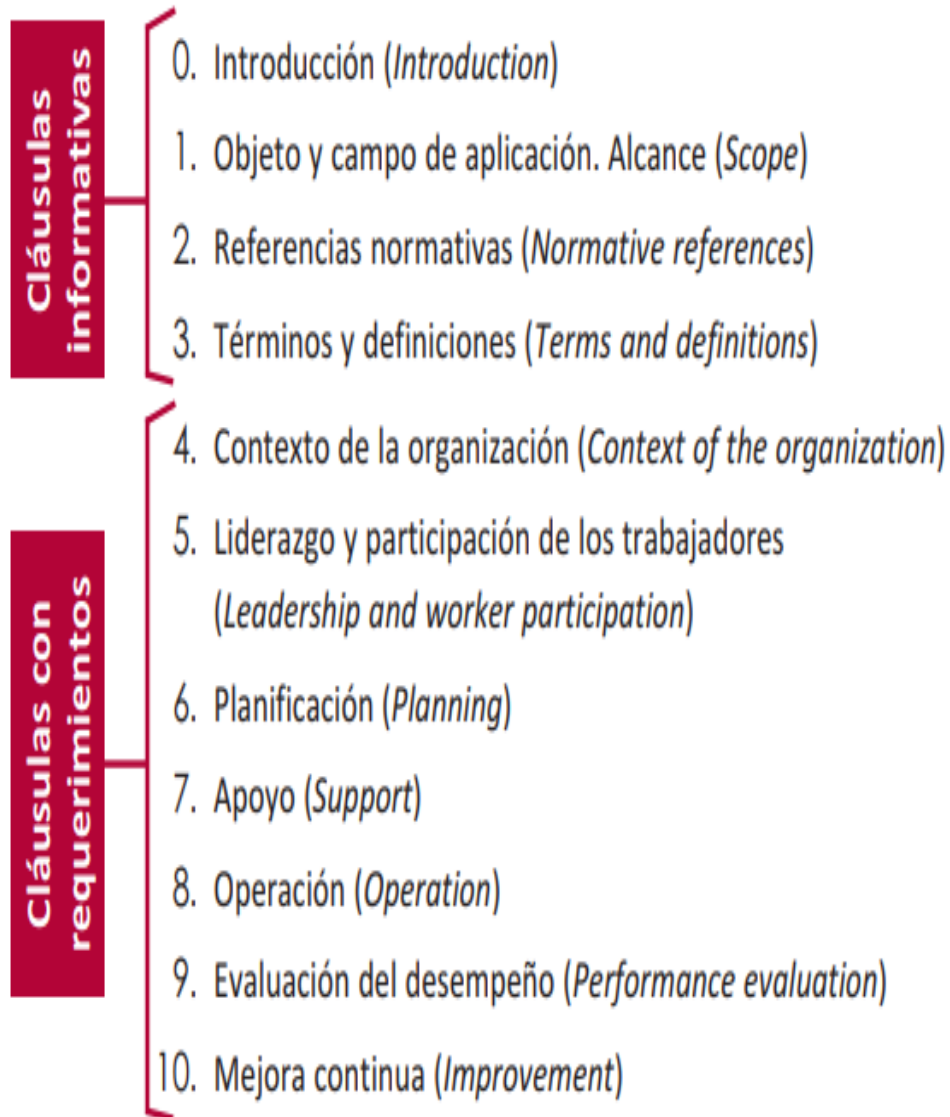 Cláusulas
informativas
0. Introducción (Introduction)
1. Objeto y campo de aplicación. Alcance (Scope)
2. Referencias normativas (Normative references)
3. Términos y definiciones (Terms and definitions)
Cláusulas con
requerimientos
4. Contexto de la organización (Context of the organization)
5. Liderazgo y participación de los trabajadores
(Leadership and worker participation)
6. Planificación (Planning)
7. Apoyo (Support)
8. Operación (Operation)
9. Evaluación del desempeño (Performance evaluation)
10. Mejora continua (Improvement)